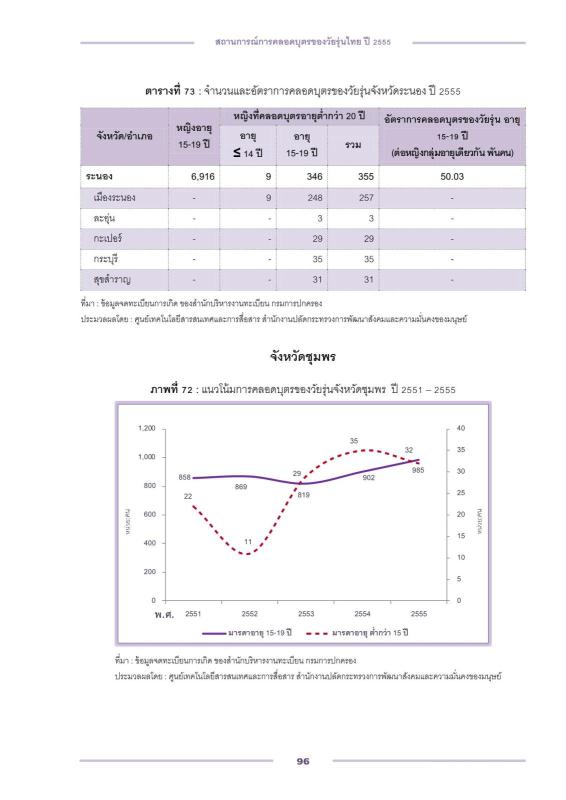 สถานการณ์การคลอดบุตรของวัยรุ่นไทย ปี 2555
ตารางที่ 73 : จำนวนและอัตราการคลอดบุตรของวัยรุ่นจังหวัดระนอง ปี 2555
จังหวัด/อำเภอ หญิงอายุ 15-19 ปี หญิงที่คลอดบุตรอายุต่ำกว่า 20 ปี อัตราการคลอดบุตรของวัยรุ่น อายุ 15-19 ปี (ต่อหญิงกลุ่มอายุเดียวกัน พันคน)
อายุ ≤ 14 ปี อายุ 15-19 ปี รวม
ระนอง 6,916 9 346 355 50.03
เมืองระนอง - 9 248 257 -
ละอุ่น - - 3 3 -
กะเปอร์ - - 29 29 -
กระบุรี - - 35 35 -
สุขสำราญ - - 31 31 -
ที่มา : ข้อมูลจดทะเบียนการเกิด ของสำนักบริหารงานทะเบียน กรมการปกครอง
ประมวลผลโดย : ศูนย์เทคโนโลยีสารสนเทศและการสื่อสาร สำนักงานปลัดกระทรวงการพัฒนาสังคมและความมั่นคงของมนุษย์
จังหวัดชุมพร
ภาพที่ 72 : แนวโน้มการคลอดบุตรของวัยรุ่นจังหวัดชุมพร ปี 2551 – 2555
1,200 40
35
1,000 35 32
30
858 869 29 819 902 985
800 25
22
600 20
หน่วย:คน หน่วย:คน
15
400 11
10
200
5
0 0
พ.ศ. 2551 2552 2553 2554 2555
มารดาอายุ 15-19 ปี มารดาอายุ ต่ำกว่า 15 ปี
ที่มา : ข้อมูลจดทะเบียนการเกิด ของสำนักบริหารงานทะเบียน กรมการปกครอง
ประมวลผลโดย : ศูนย์เทคโนโลยีสารสนเทศและการสื่อสาร สำนักงานปลัดกระทรวงการพัฒนาสังคมและความมั่นคงของมนุษย์
96